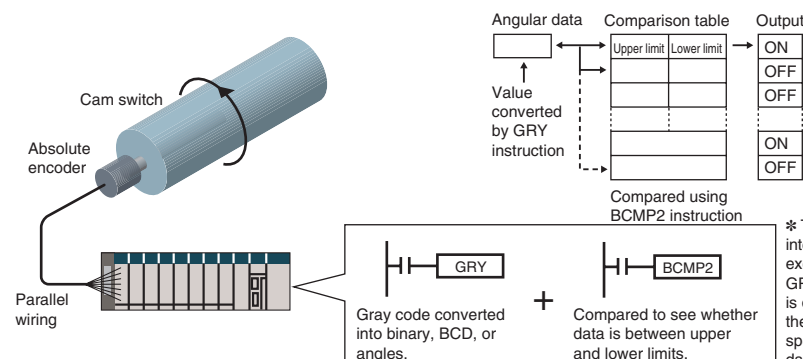 Angular data
Comparison table
Output
Upper limit
Lower limit
ON
OFF
OFF
ON
OFF
Value
converted
by GRY
instruction
Compared using
BCMP2 instruction
Cam switch
Absolute
encoder
Parallel
wiring
GRY
Gray code converted
into binary, BCD, or
angles.
+
BCMP2
Compared to see whether
data is between upper
and lower limits.